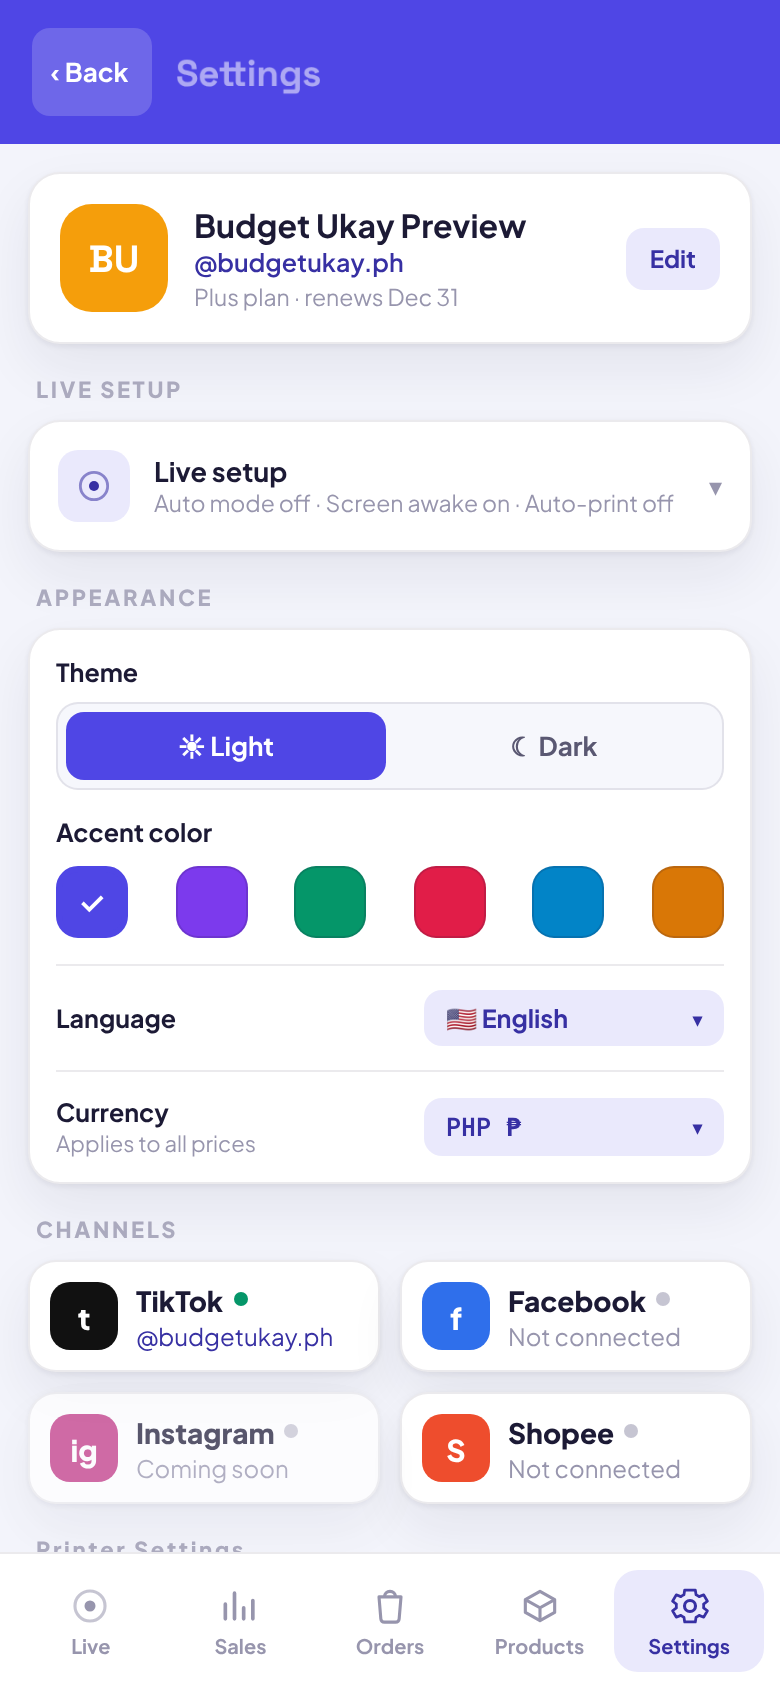 ‹ Back
Settings
BU
Budget Ukay Preview
@budgetukay.ph
Plus plan · renews Dec 31
Edit
LIVE SETUP
Live setup
Auto mode off · Screen awake on · Auto-print off
▼
APPEARANCE
Theme
☀ Light
☾ Dark
Accent color
✓
Language
🇺🇸 English ▼
Currency
Applies to all prices
PHP ₱ ▼
CHANNELS
t
TikTok
@budgetukay.ph
f
Facebook
Not connected
ig
Instagram
Coming soon
S
Shopee
Not connected
Printer Settings
Live
Sales
Orders
Products
Settings